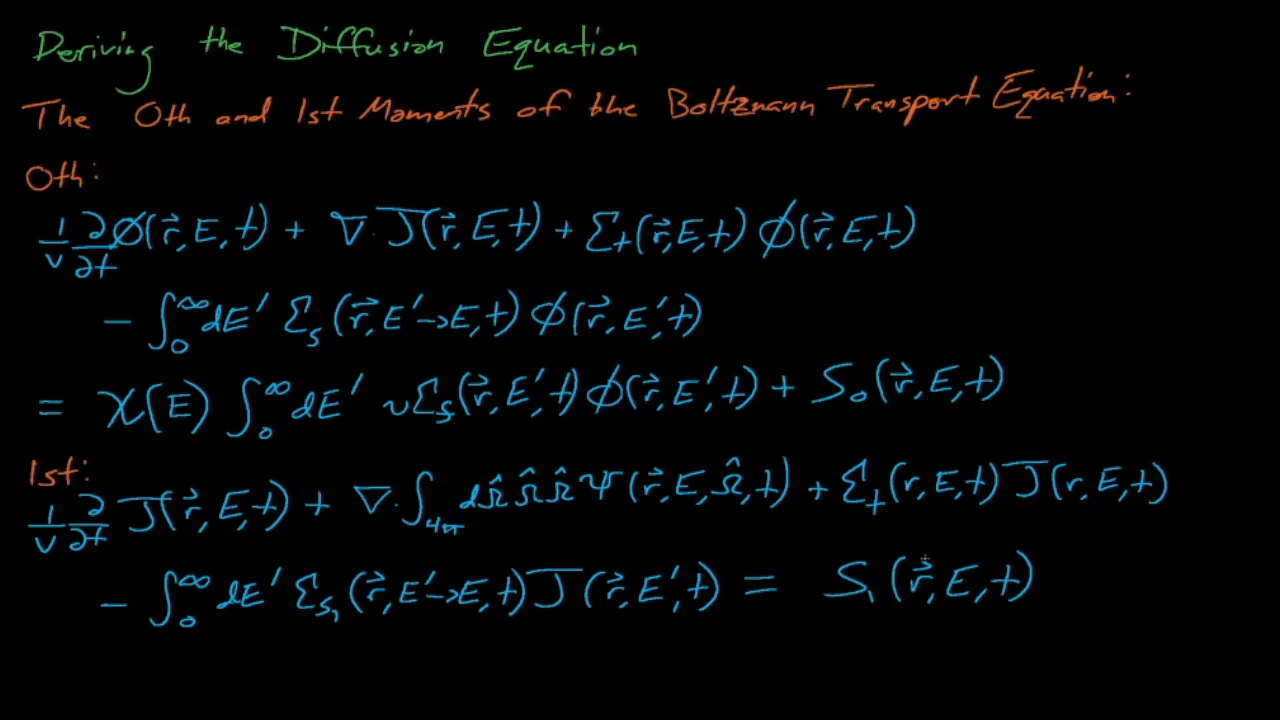 Deriving the Diffusion Equation
The 0th and 1st Moments of the Boltzmann Transport Equation:
0th:
1/v ∂/∂t ϕ(r⃗, E, t) + ∇·J(r⃗, E, t) + Σt(r⃗, E, t) ϕ(r⃗, E, t)
− ∫₀^∞ dE′ Σs(r⃗, E′→E, t) ϕ(r⃗, E′, t)
= χ(E) ∫₀^∞ dE′ νΣf(r⃗, E′, t) ϕ(r⃗, E′, t) + S₀(r⃗, E, t)
1st:
1/v ∂/∂t J(r⃗, E, t) + ∇·∫4π dΩ̂ Ω̂ Ω̂ Ψ(r⃗, E, Ω̂, t) + Σt(r, E, t) J(r, E, t)
− ∫₀^∞ dE′ Σs₁(r⃗, E′→E, t) J(r⃗, E′, t) = S₁(r⃗, E, t)